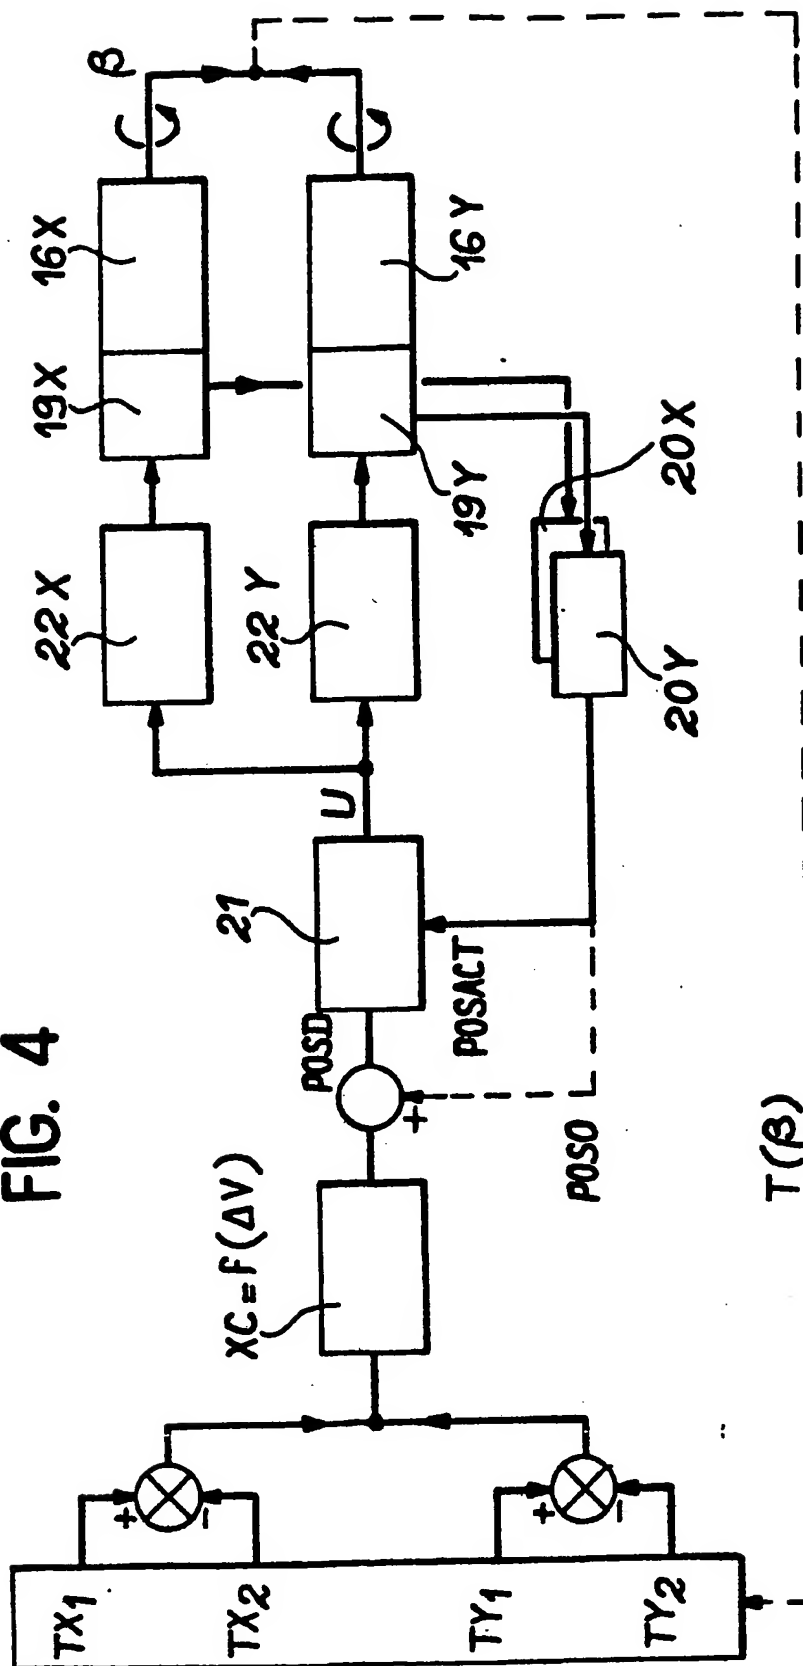 FIG. 4
TX1
TX2
TY1
TY2
+
-
+
-
XC=F(ΔV)
+
POSD
POSO
POSACT
21
U
22X
22Y
19X
19Y
16X
16Y
20X
20Y
β
T(β)